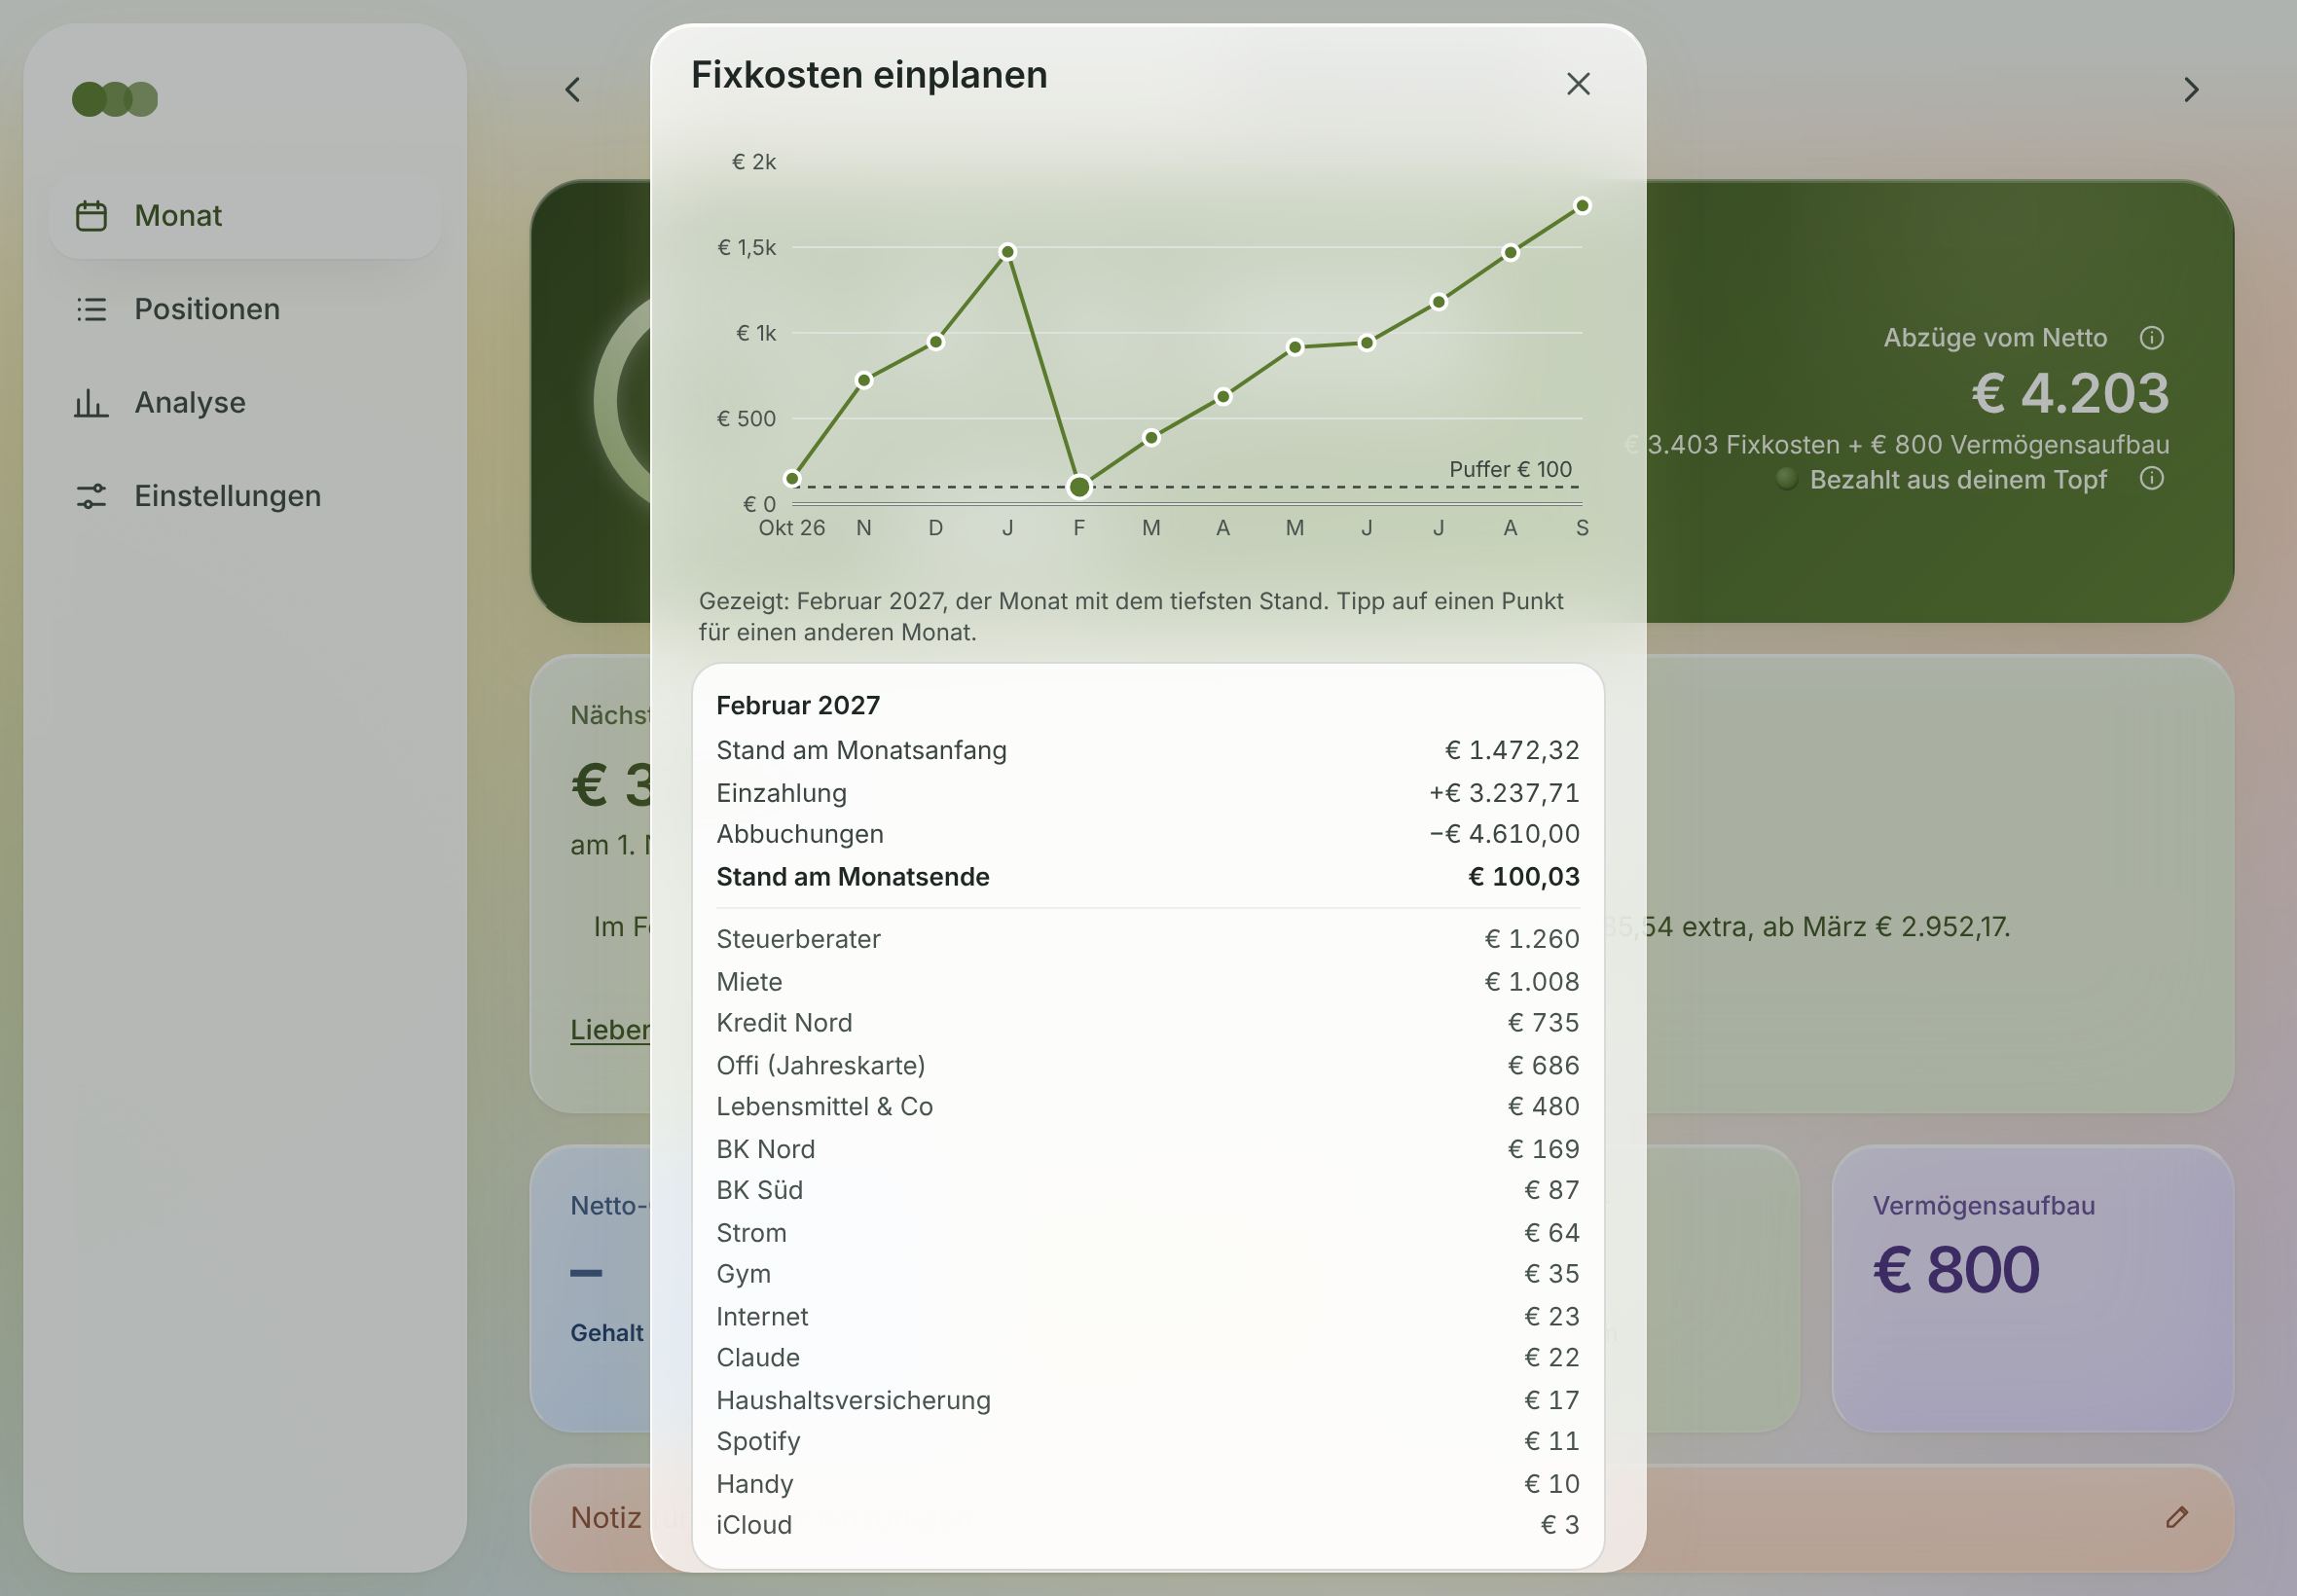 Monat
Positionen
Analyse
Einstellungen
Fixkosten einplanen
€ 2k
€ 1,5k
€ 1k
€ 500
Puffer € 100
€ 0
Okt 26 N D J F M A M J J A S
Gezeigt: Februar 2027, der Monat mit dem tiefsten Stand. Tipp auf einen Punkt
für einen anderen Monat.
Februar 2027
Stand am Monatsanfang € 1.472,32
Einzahlung +€ 3.237,71
Abbuchungen −€ 4.610,00
Stand am Monatsende € 100,03
Steuerberater € 1.260
Miete € 1.008
Kredit Nord € 735
Offi (Jahreskarte) € 686
Lebensmittel & Co € 480
BK Nord € 169
BK Süd € 87
Strom € 64
Gym € 35
Internet € 23
Claude € 22
Haushaltsversicherung € 17
Spotify € 11
Handy € 10
iCloud € 3
Abzüge vom Netto
€ 4.203
€ 3.403 Fixkosten + € 800 Vermögensaufbau
Bezahlt aus deinem Topf
am 1.
Im
extra, ab März € 2.952,17.
Netto-
–
Gehalt
Vermögensaufbau
€ 800
Notiz